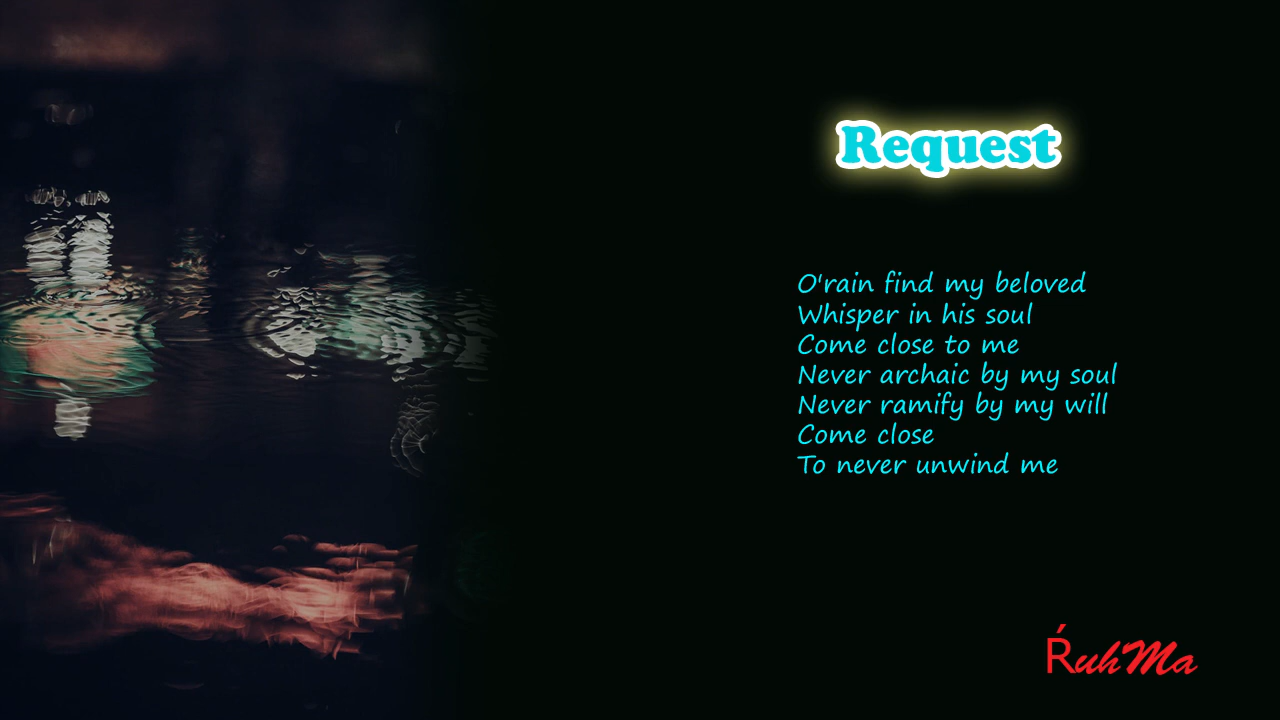 Request
O'rain find my beloved
Whisper in his soul
Come close to me
Never archaic by my soul
Never ramify by my will
Come close
To never unwind me
ŔuhMa